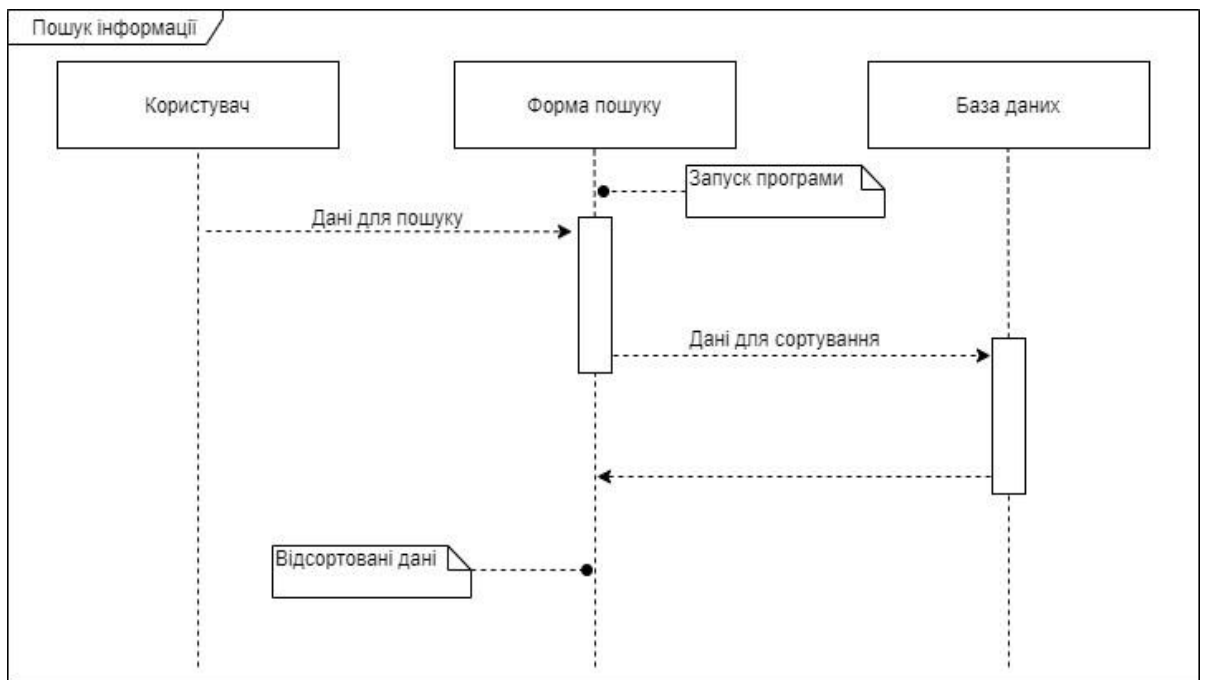 Пошук інформації
Користувач
Форма пошуку
База даних
Запуск програми
Дані для пошуку
Дані для сортування
Відсортовані дані